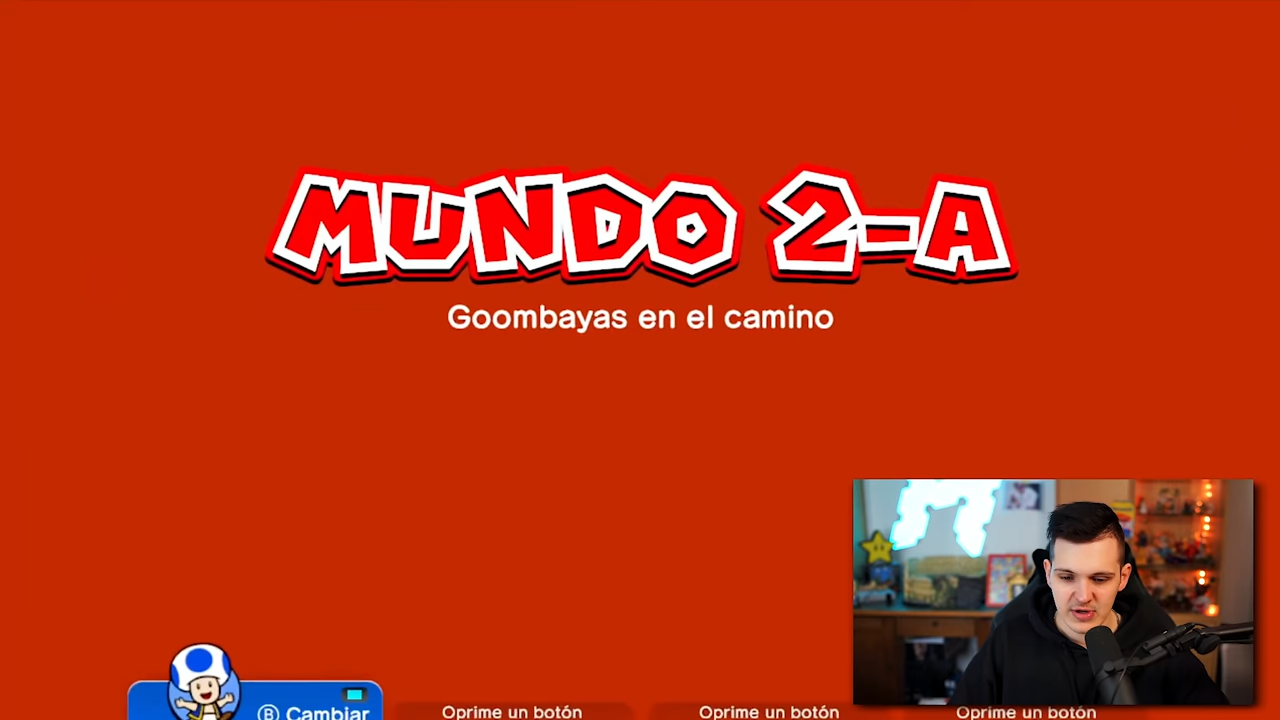 MUNDO 2-A
Goombayas en el camino
Ⓑ Cambiar
Oprime un botón
Oprime un botón
Oprime un botón